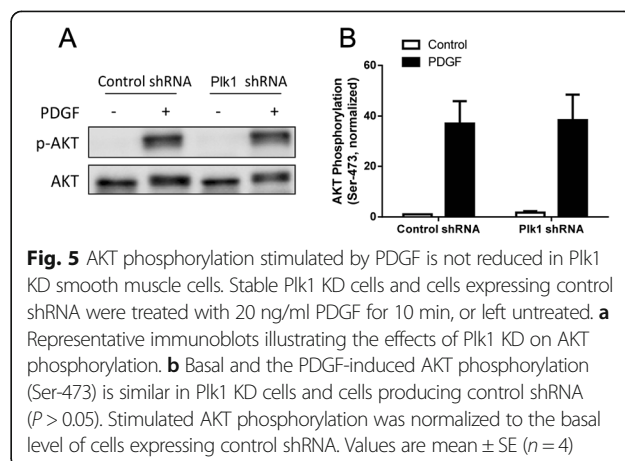 A
Control shRNA Plk1 shRNA
PDGF - + - +
p-AKT
AKT
B
Control
PDGF
AKT Phosphorylation
(Ser-473, normalized)
60
40
20
0
Control shRNA Plk1 shRNA
Fig. 5 AKT phosphorylation stimulated by PDGF is not reduced in Plk1
KD smooth muscle cells. Stable Plk1 KD cells and cells expressing control
shRNA were treated with 20 ng/ml PDGF for 10 min, or left untreated. a
Representative immunoblots illustrating the effects of Plk1 KD on AKT
phosphorylation. b Basal and the PDGF-induced AKT phosphorylation
(Ser-473) is similar in Plk1 KD cells and cells producing control shRNA
(P > 0.05). Stimulated AKT phosphorylation was normalized to the basal
level of cells expressing control shRNA. Values are mean ± SE (n = 4)